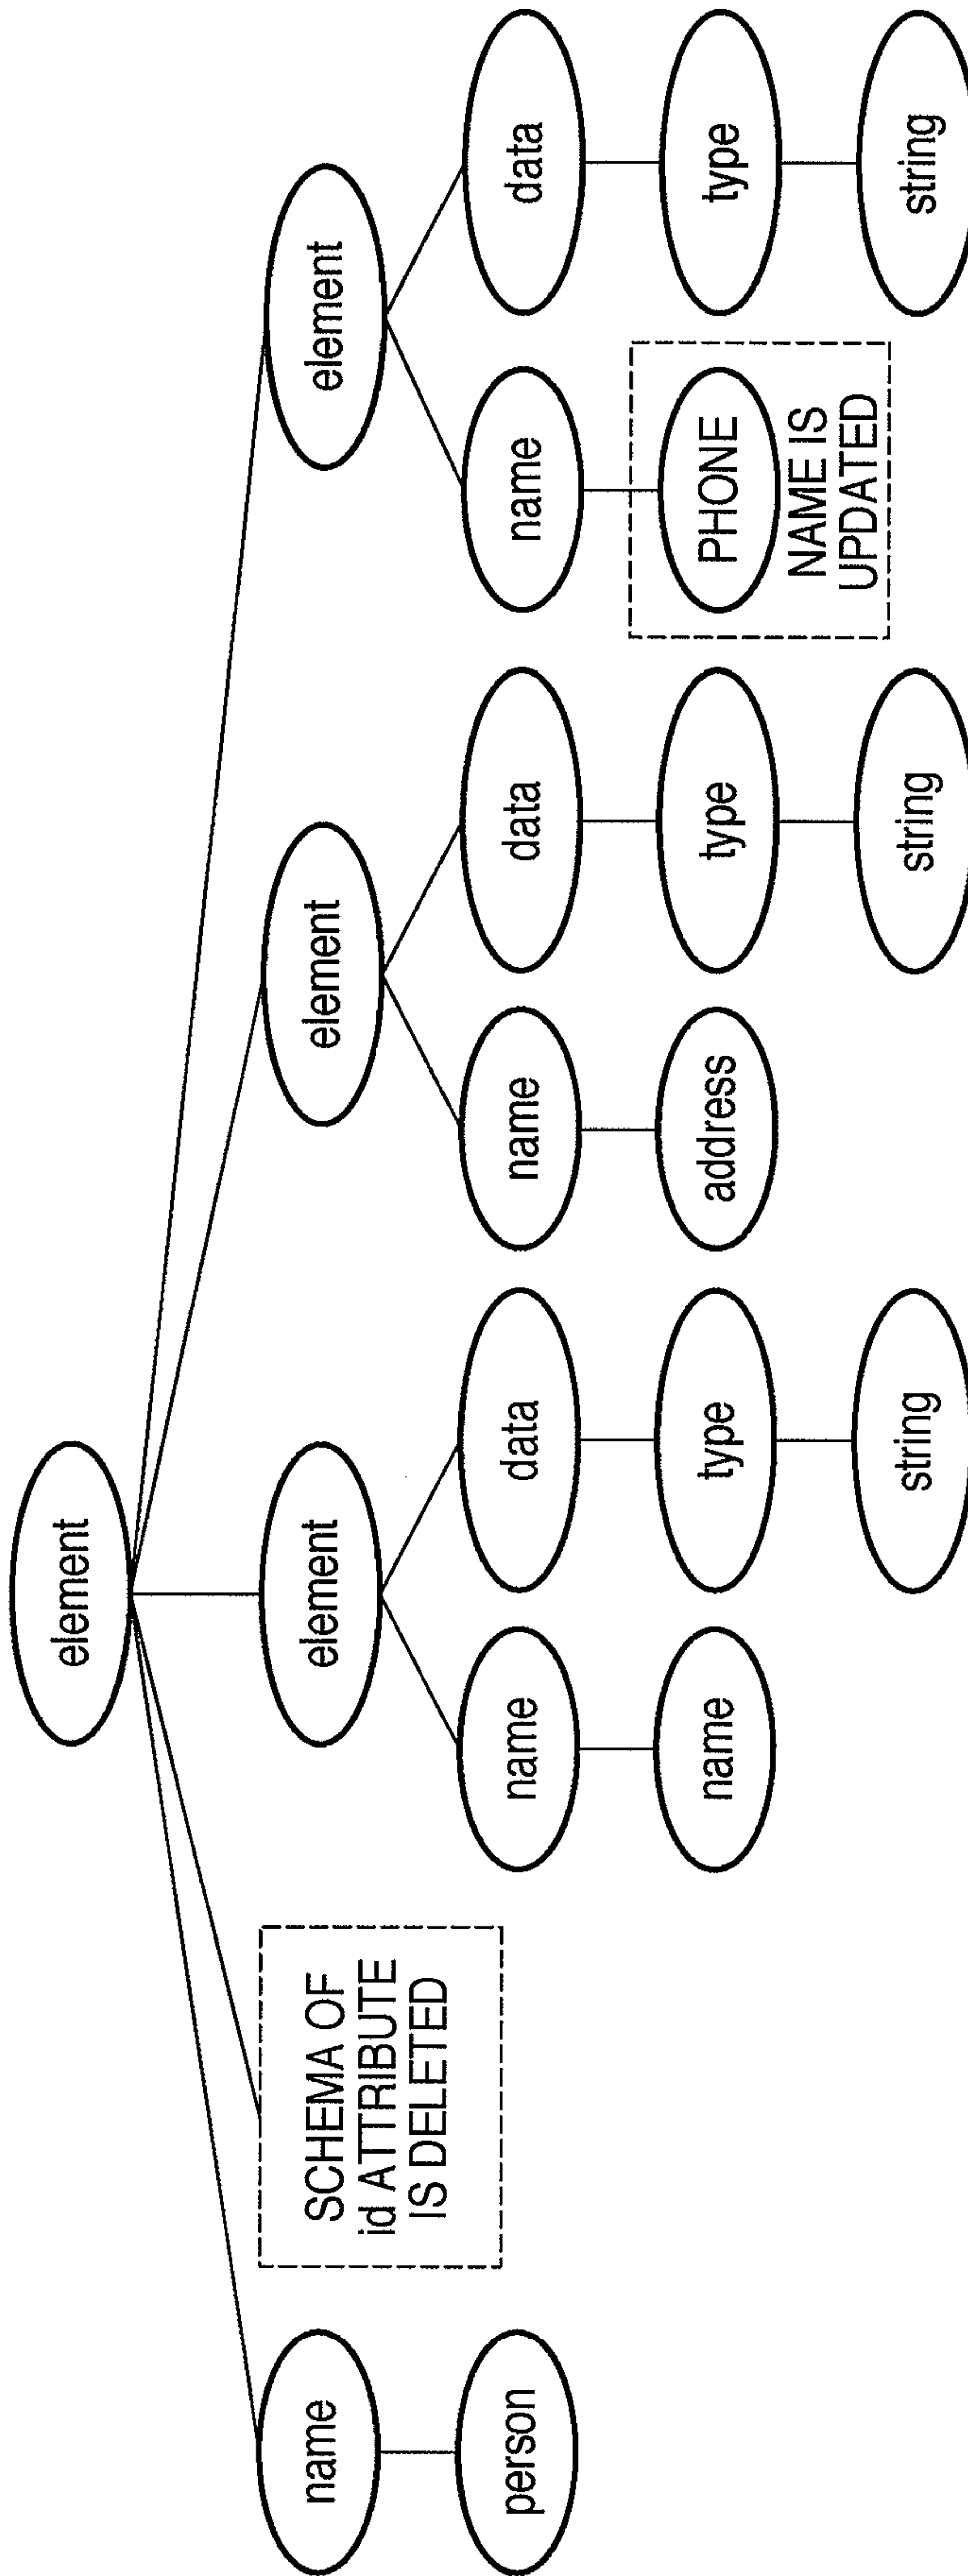 element
name
SCHEMA OF
id ATTRIBUTE
IS DELETED
element
element
element
person
name
data
name
data
name
data
name
type
address
type
PHONE
NAME IS
UPDATED
type
string
string
string